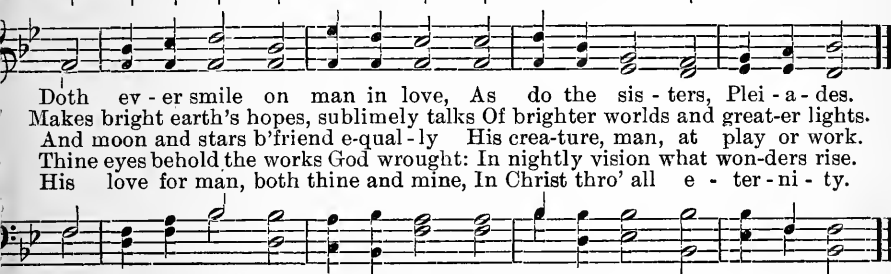 Doth ev - er smile on man in love, As do the sis - ters, Plei - a - des.
Makes bright earth's hopes, sublimely talks Of brighter worlds and great-er lights.
And moon and stars b'friend e-qual-ly His crea-ture, man, at play or work.
Thine eyes behold the works God wrought: In nightly vision what won-ders rise.
His love for man, both thine and mine, In Christ thro' all e - ter - ni - ty.